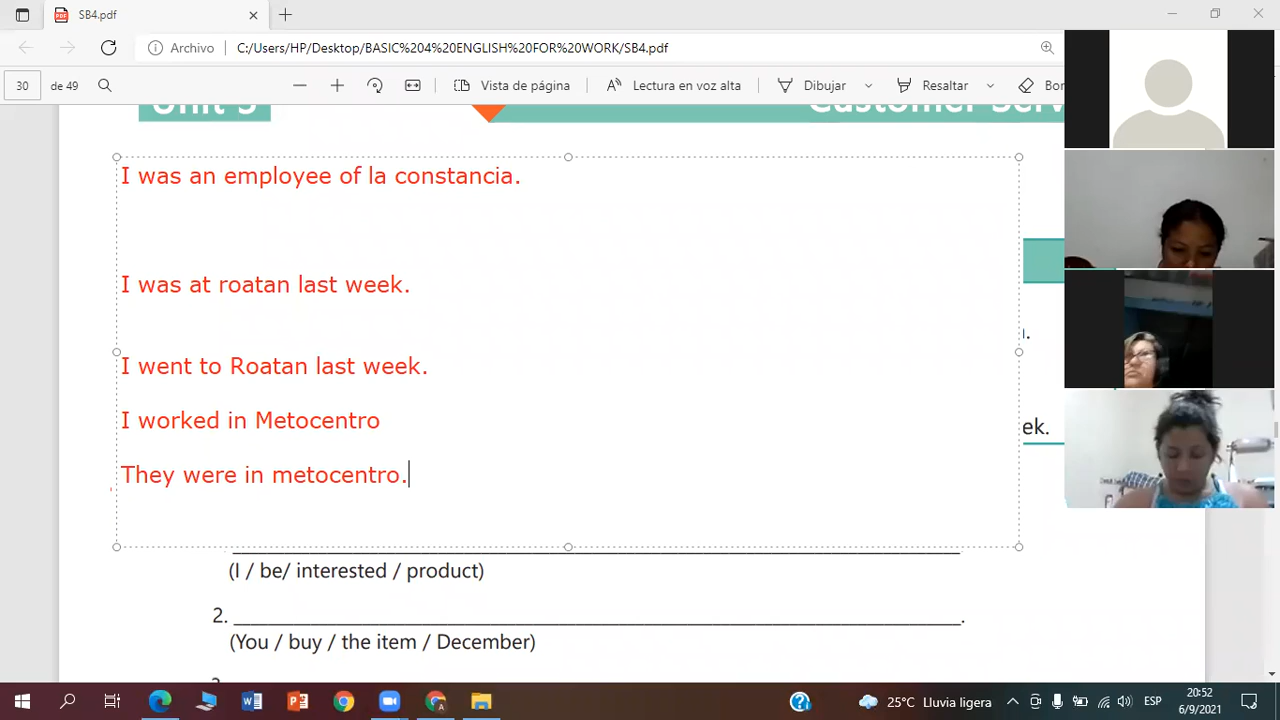 SB4.pdf
Archivo C:/Users/HP/Desktop/BASIC%204%20ENGLISH%20FOR%20WORK/SB4.pdf
30 de 49 Vista de página Lectura en voz alta Dibujar Resaltar Bor
Unit 5 Customer Serv
I was an employee of la constancia.
I was at roatan last week.
I went to Roatan last week.
I worked in Metocentro
ek.
They were in metocentro.
(I / be/ interested / product)
2. ______.
(You / buy / the item / December)
ESP 20:52
25°C Lluvia ligera 6/9/2021